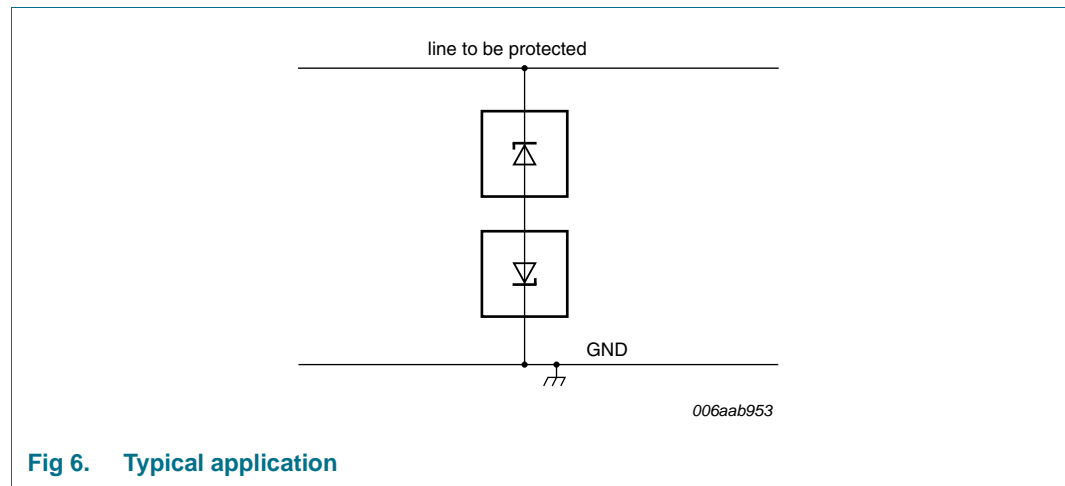 line to be protected
GND
006aab953
Fig 6. Typical application